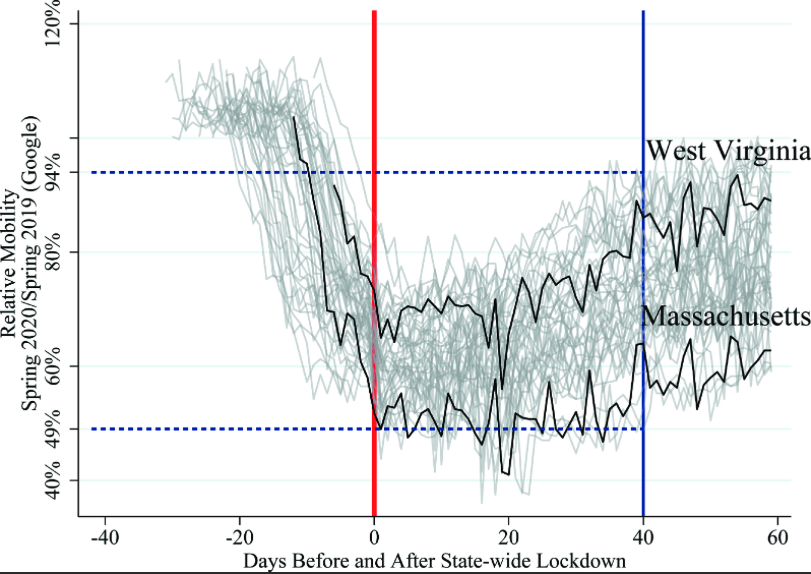 120%
94%
80%
60%
49%
40%
Relative Mobility
Spring 2020/Spring 2019 (Google)
West Virginia
Massachusetts
-40
-20
0
20
40
60
Days Before and After State-wide Lockdown